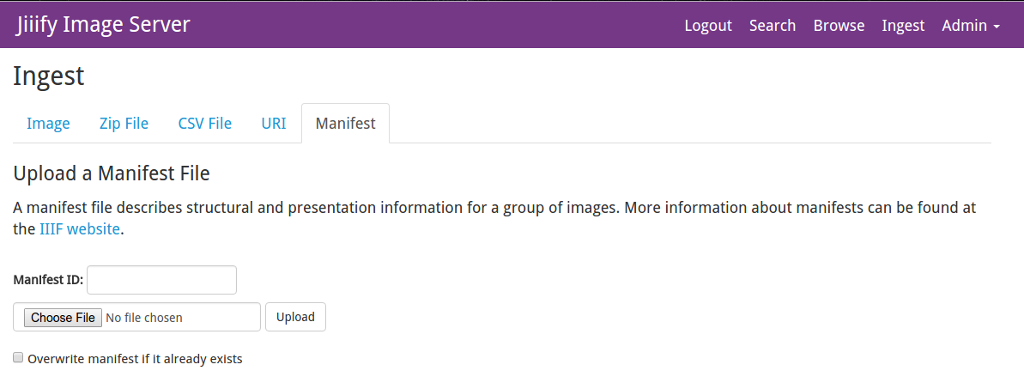 Jiiify Image Server Logout Search Browse Ingest Admin
Ingest
Image Zip File CSV File URI Manifest
Upload a Manifest File
A manifest file describes structural and presentation information for a group of images. More information about manifests can be found at
the IIIF website.
Manifest ID:
Choose File No file chosen Upload
Overwrite manifest if it already exists